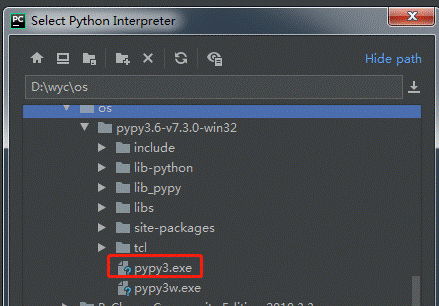 PC Select Python Interpreter
Hide path
D:\wyc\os
os
pypy3.6-v7.3.0-win32
include
lib-python
lib_pypy
libs
site-packages
tcl
pypy3.exe
pypy3w.exe